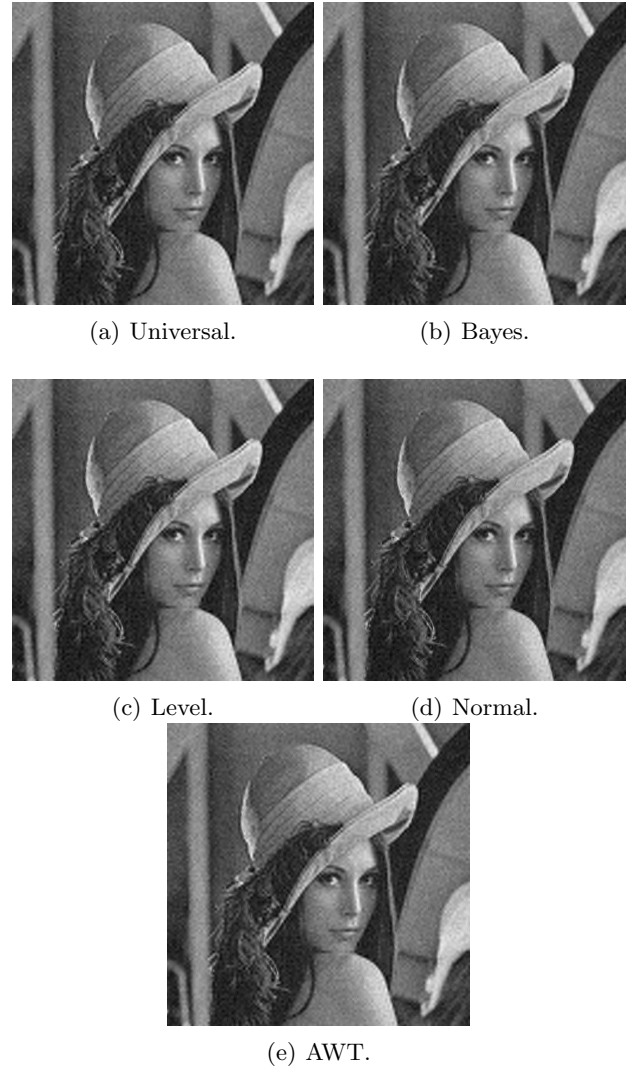 (a) Universal.
(b) Bayes.
(c) Level.
(d) Normal.
(e) AWT.